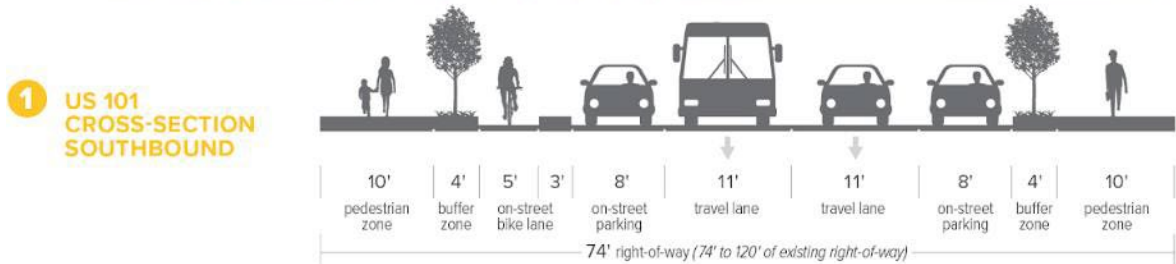 1 US 101
CROSS-SECTION
SOUTHBOUND
10' 4' 5' 3' 8' 11' 11' 8' 4' 10'
pedestrian zone
buffer zone
on-street bike lane
on-street parking
travel lane
travel lane
on-street parking
buffer zone
pedestrian zone
74' right-of-way (74' to 120' of existing right-of-way)